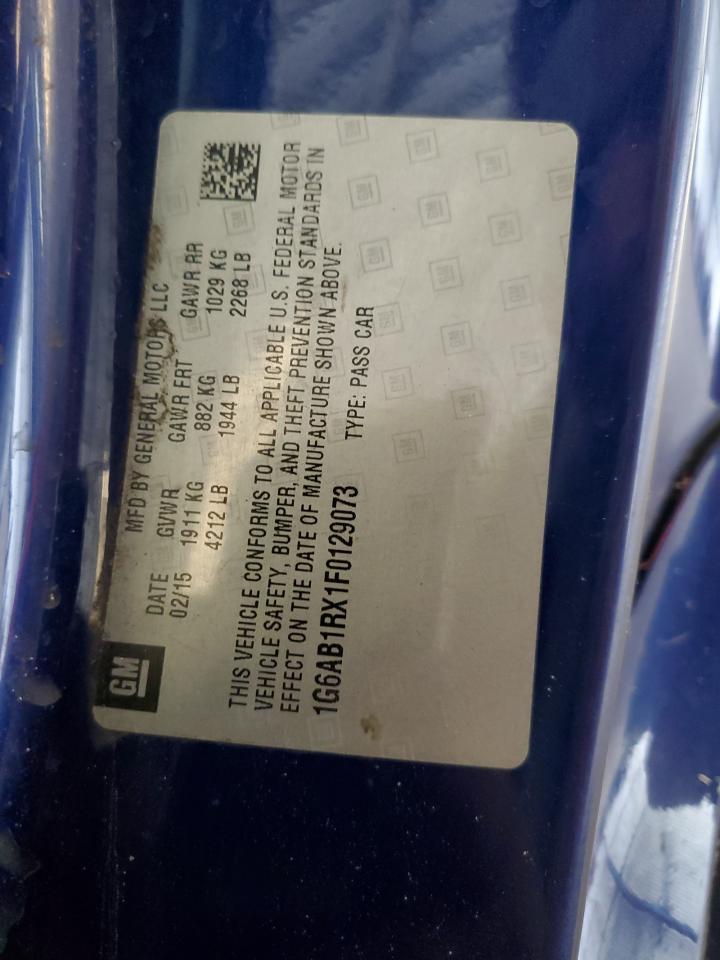 GM
MFD BY GENERAL MOTORS LLC
DATE GVWR GAWR FRT GAWR RR
02/15 1911 KG 882 KG 1029 KG
4212 LB 1944 LB 2268 LB
THIS VEHICLE CONFORMS TO ALL APPLICABLE U.S. FEDERAL MOTOR
VEHICLE SAFETY, BUMPER, AND THEFT PREVENTION STANDARDS IN
EFFECT ON THE DATE OF MANUFACTURE SHOWN ABOVE.
1G6AB1RX1F0129073 TYPE: PASS CAR